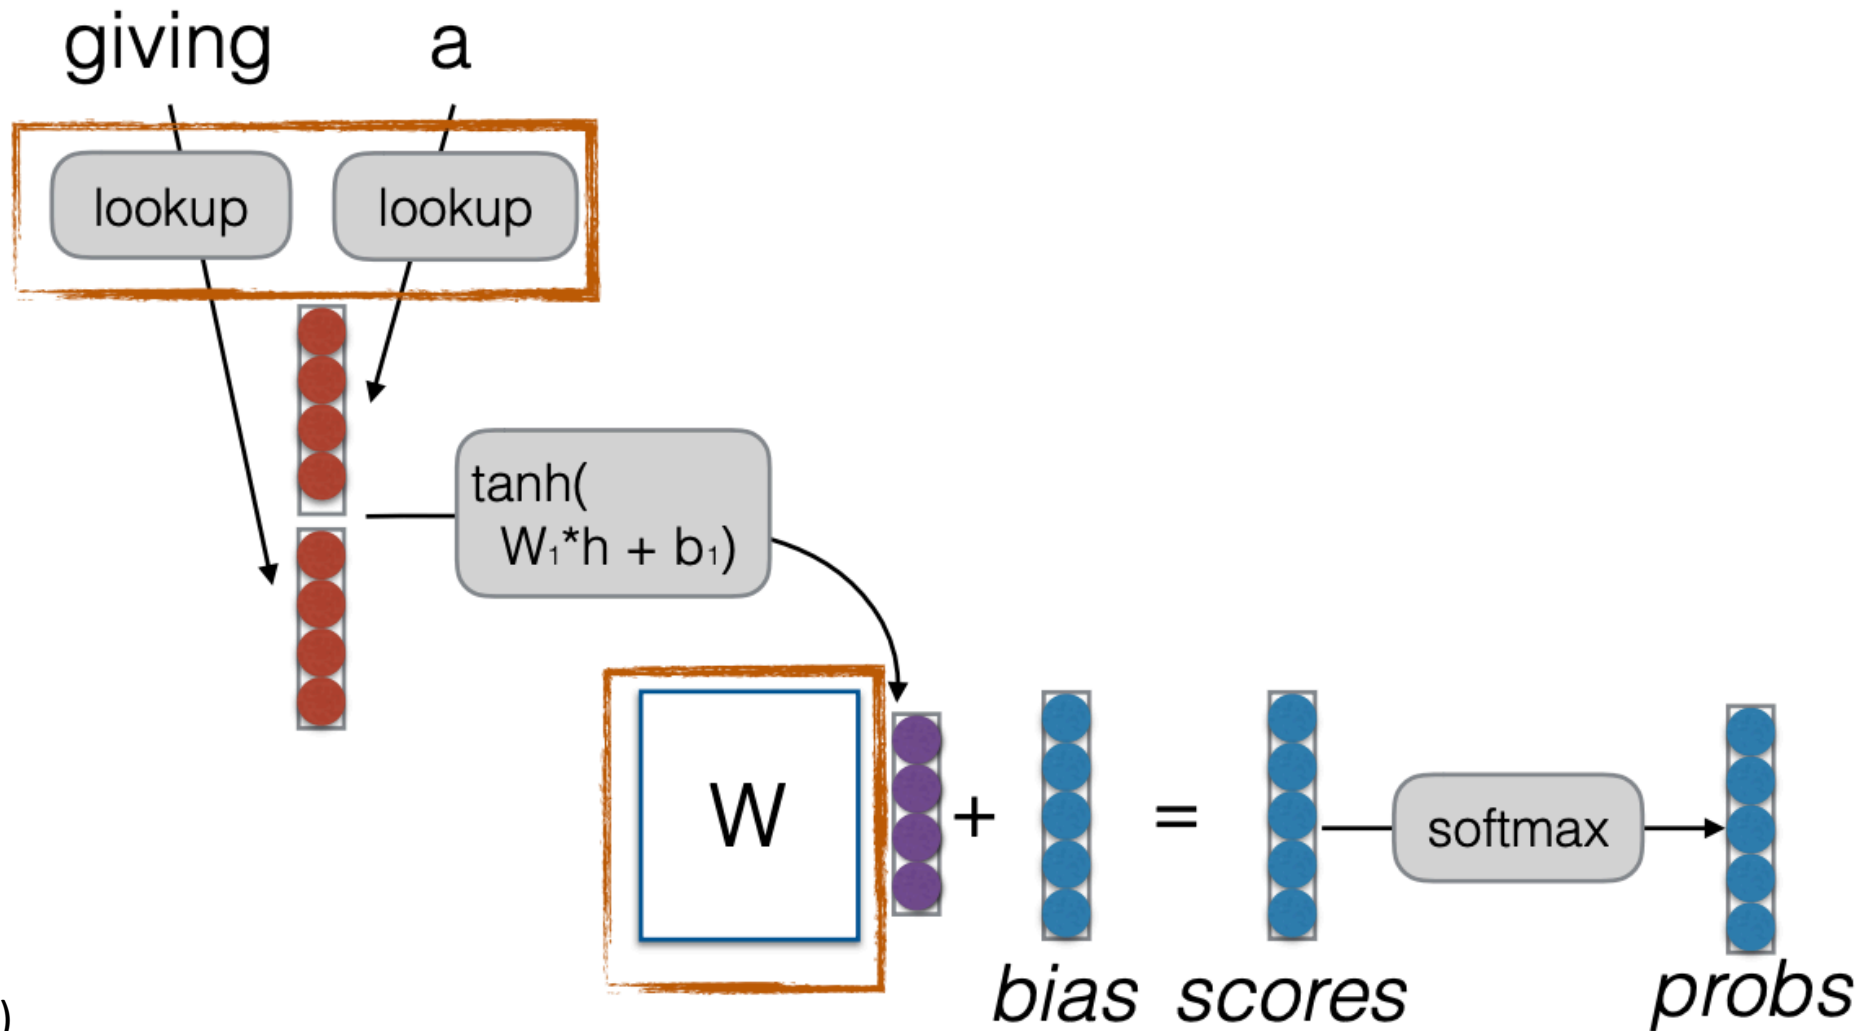 giving a
lookup lookup
tanh(
W₁*h + b₁)
W
+ =
softmax
bias scores probs
)